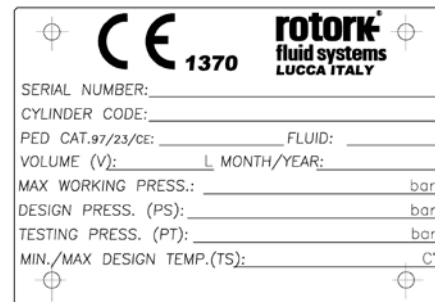 CE 1370
rotork
fluid systems
LUCCA ITALY
SERIAL NUMBER:
CYLINDER CODE:
PED CAT.97/23/CE: FLUID:
VOLUME (V): L MONTH/YEAR:
MAX WORKING PRESS.: bar
DESIGN PRESS. (PS): bar
TESTING PRESS. (PT): bar
MIN./MAX DESIGN TEMP.(TS): C°